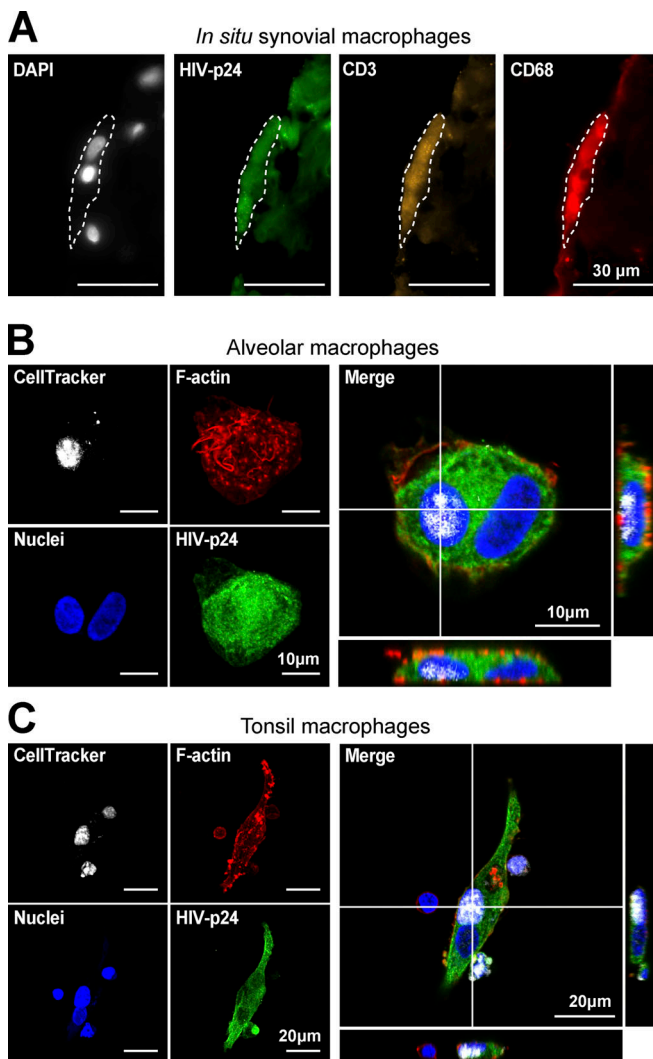 A
In situ synovial macrophages
DAPI
HIV-p24
CD3
CD68
30 µm
B
Alveolar macrophages
CellTracker
F-actin
Merge
Nuclei
HIV-p24
10µm
10µm
C
Tonsil macrophages
CellTracker
F-actin
Merge
Nuclei
HIV-p24
20µm
20µm